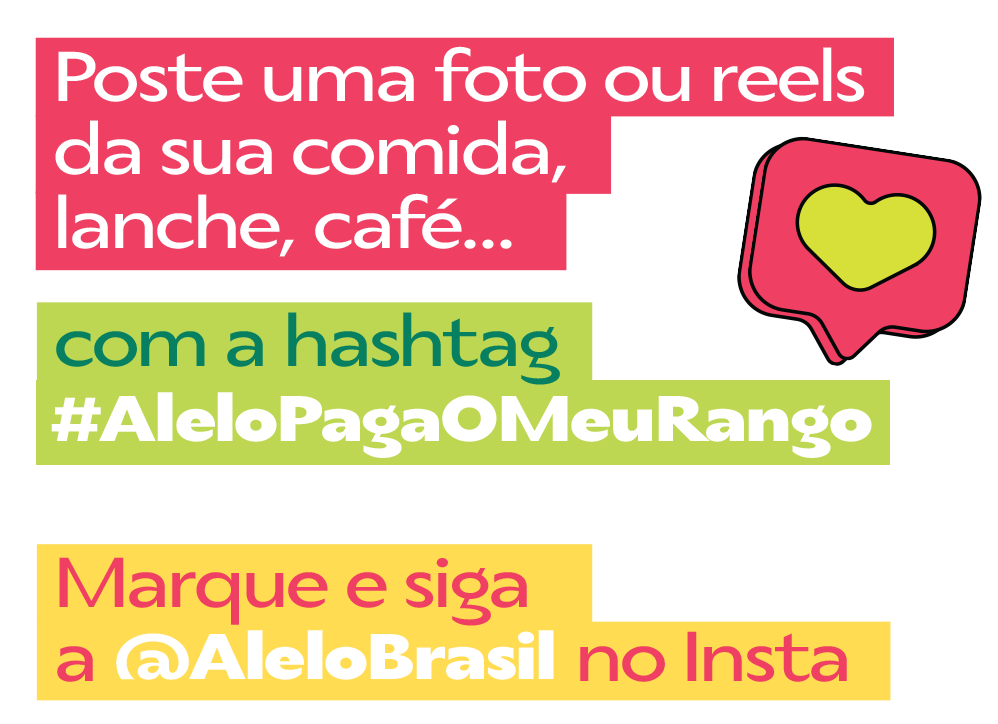 Poste uma foto ou reels
da sua comida,
lanche, café...
com a hashtag
#AleloPagaOMeuRango
Marque e siga
a @AleloBrasil no Insta